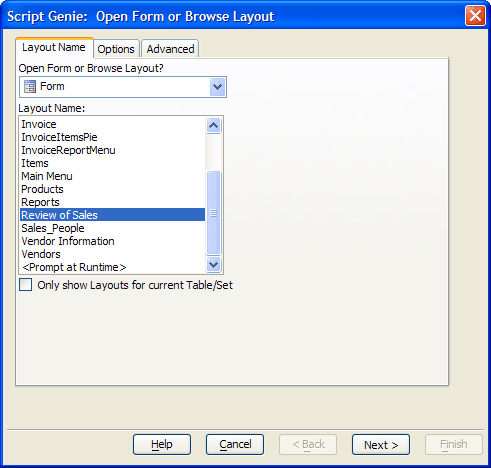 Script Genie:  Open Form or Browse Layout
Layout Name Options Advanced
Open Form or Browse Layout?
Form
Layout Name:
Invoice
InvoiceItemsPie
InvoiceReportMenu
Items
Main Menu
Products
Reports
Review of Sales
Sales_People
Vendor Information
Vendors
<Prompt at Runtime>
Only show Layouts for current Table/Set
Help Cancel < Back Next > Finish